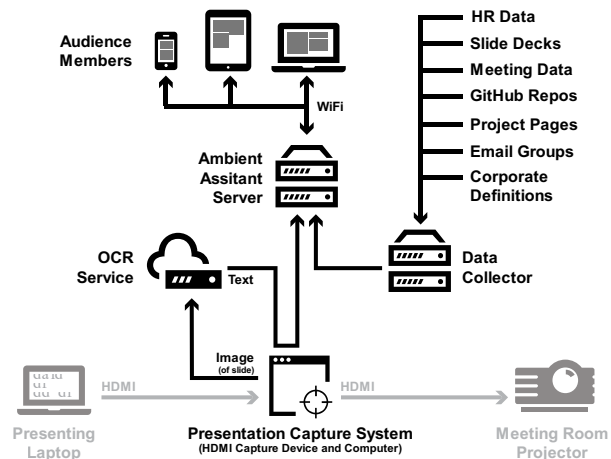 Audience
Members
WiFi
HR Data
Slide Decks
Meeting Data
GitHub Repos
Project Pages
Email Groups
Corporate
Definitions
Ambient
Assitant
Server
OCR
Service
Text
Data
Collector
Image
(of slide)
HDMI
HDMI
Presenting
Laptop
Presentation Capture System
(HDMI Capture Device and Computer)
Meeting Room
Projector